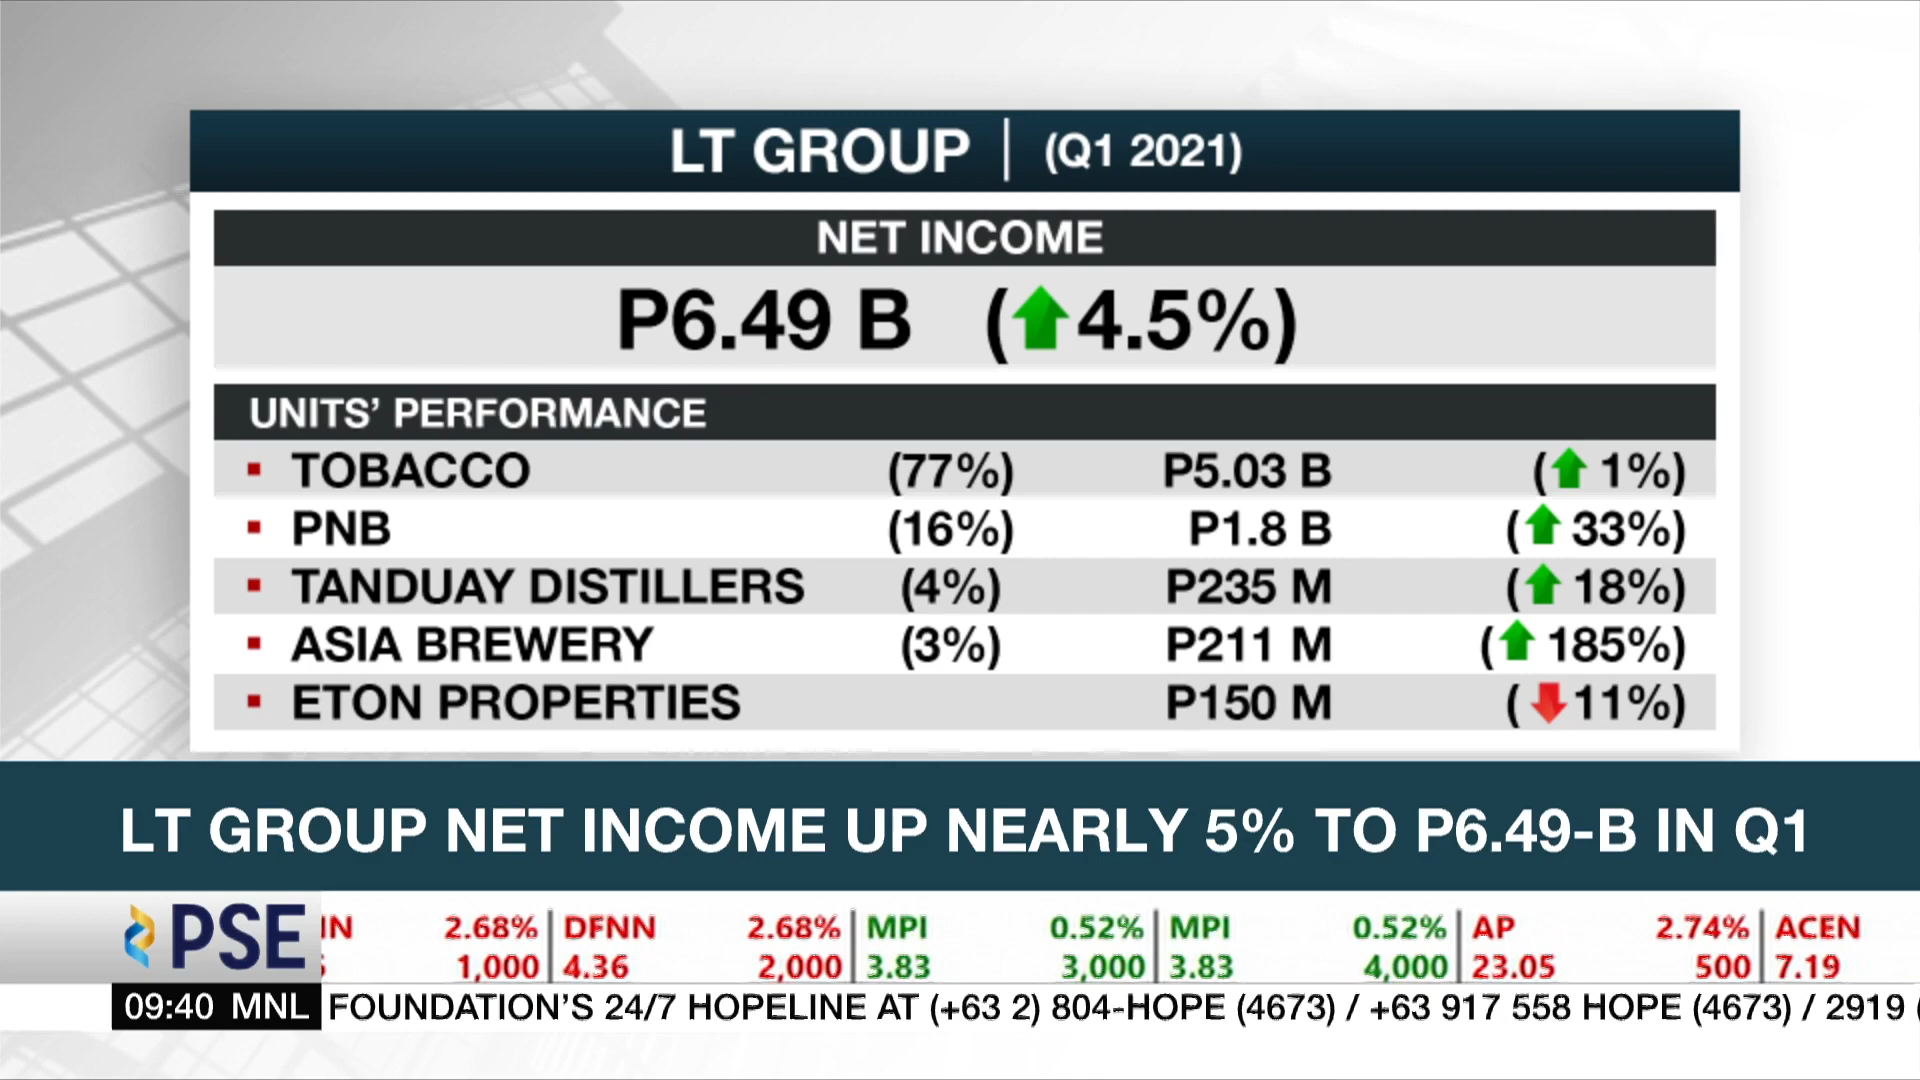 LT GROUP | (Q1 2021)
NET INCOME
P6.49 B (↑4.5%)
UNITS' PERFORMANCE
▪ TOBACCO (77%) P5.03 B (↑ 1%)
▪ PNB (16%) P1.8 B (↑ 33%)
▪ TANDUAY DISTILLERS (4%) P235 M (↑ 18%)
▪ ASIA BREWERY (3%) P211 M (↑ 185%)
▪ ETON PROPERTIES P150 M (↓11%)
LT GROUP NET INCOME UP NEARLY 5% TO P6.49-B IN Q1
PSE
2.68% | DFNN 2.68% | MPI 0.52% | MPI 0.52% | AP 2.74% | ACEN
1,000 | 4.36 2,000 | 3.83 3,000 | 3.83 4,000 | 23.05 500 | 7.19
09:40 MNL FOUNDATION'S 24/7 HOPELINE AT (+63 2) 804-HOPE (4673) / +63 917 558 HOPE (4673) / 2919